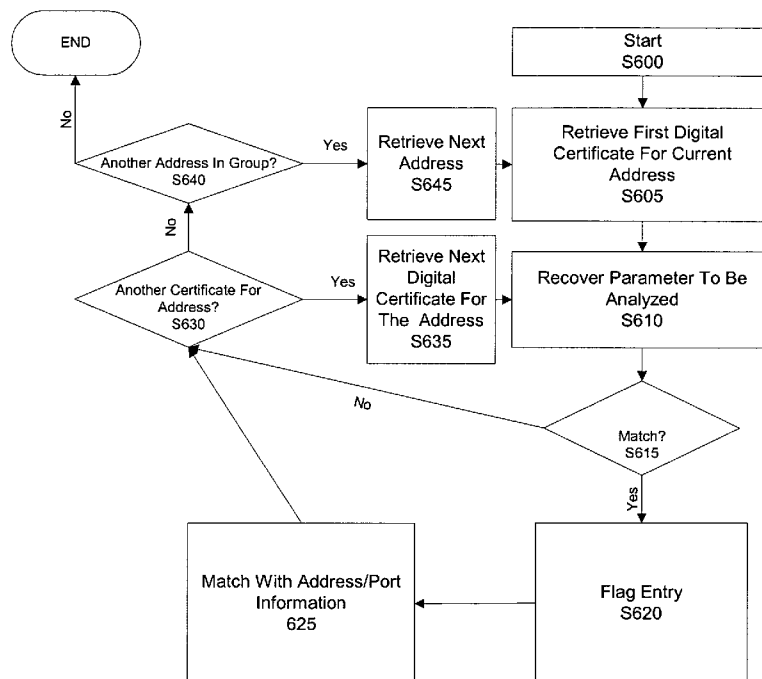 END
Start
S600
No
Another Address In Group?
S640
Yes
Retrieve Next
Address
S645
Retrieve First Digital
Certificate For Current
Address
S605
No
Another Certificate For
Address?
S630
Yes
Retrieve Next
Digital
Certificate For
The Address
S635
Recover Parameter To Be
Analyzed
S610
No
Match?
S615
Yes
Match With Address/Port
Information
625
Flag Entry
S620